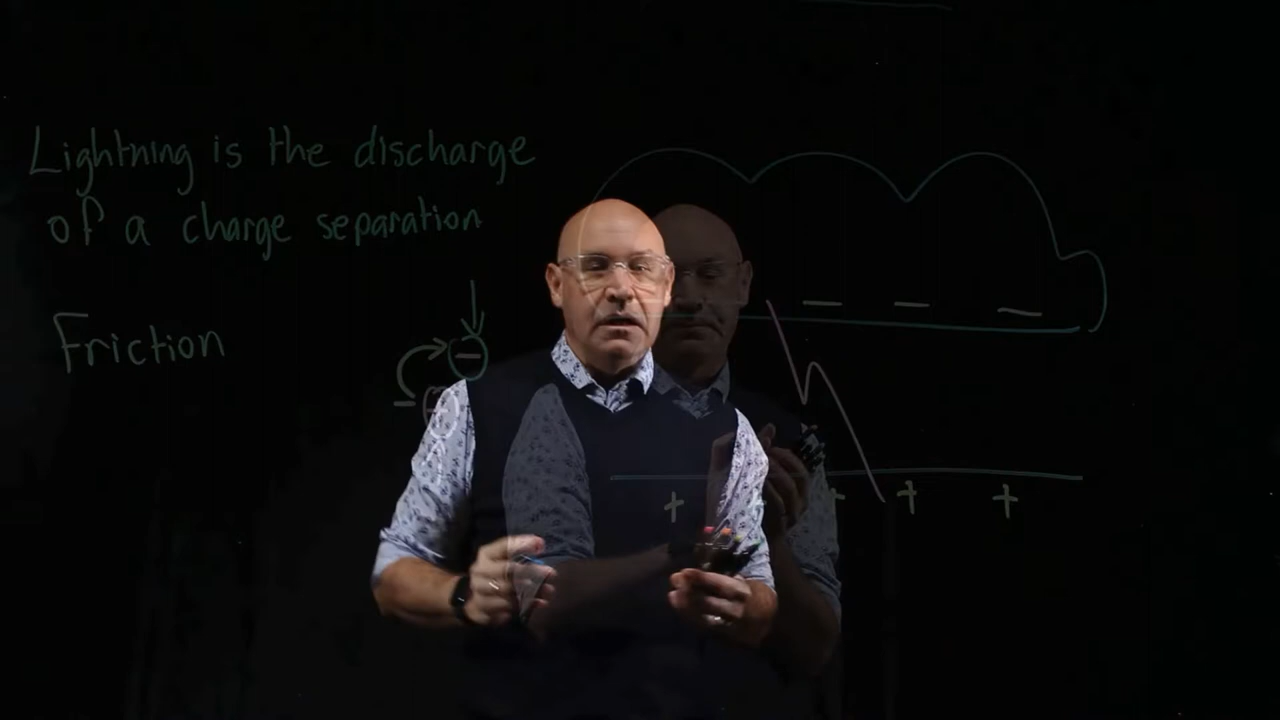 Lightning is the discharge
of a charge separation
Friction
−
− +
− − −
+ + + +